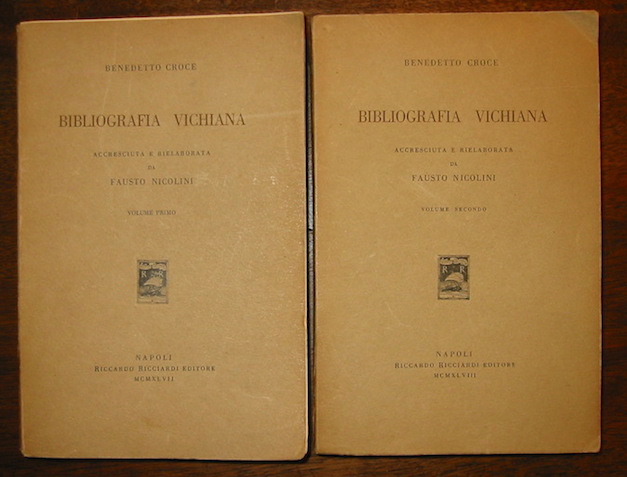 BENEDETTO CROCE
BIBLIOGRAFIA VICHIANA
ACCRESCIUTA E RIELABORATA
DA
FAUSTO NICOLINI
VOLUME PRIMO
R R
NAPOLI
RICCARDO RICCIARDI EDITORE
MCMXLVII
BENEDETTO CROCE
BIBLIOGRAFIA VICHIANA
ACCRESCIUTA E RIELABORATA
DA
FAUSTO NICOLINI
VOLUME SECONDO
R R
NAPOLI
RICCARDO RICCIARDI EDITORE
MCMXLVIII